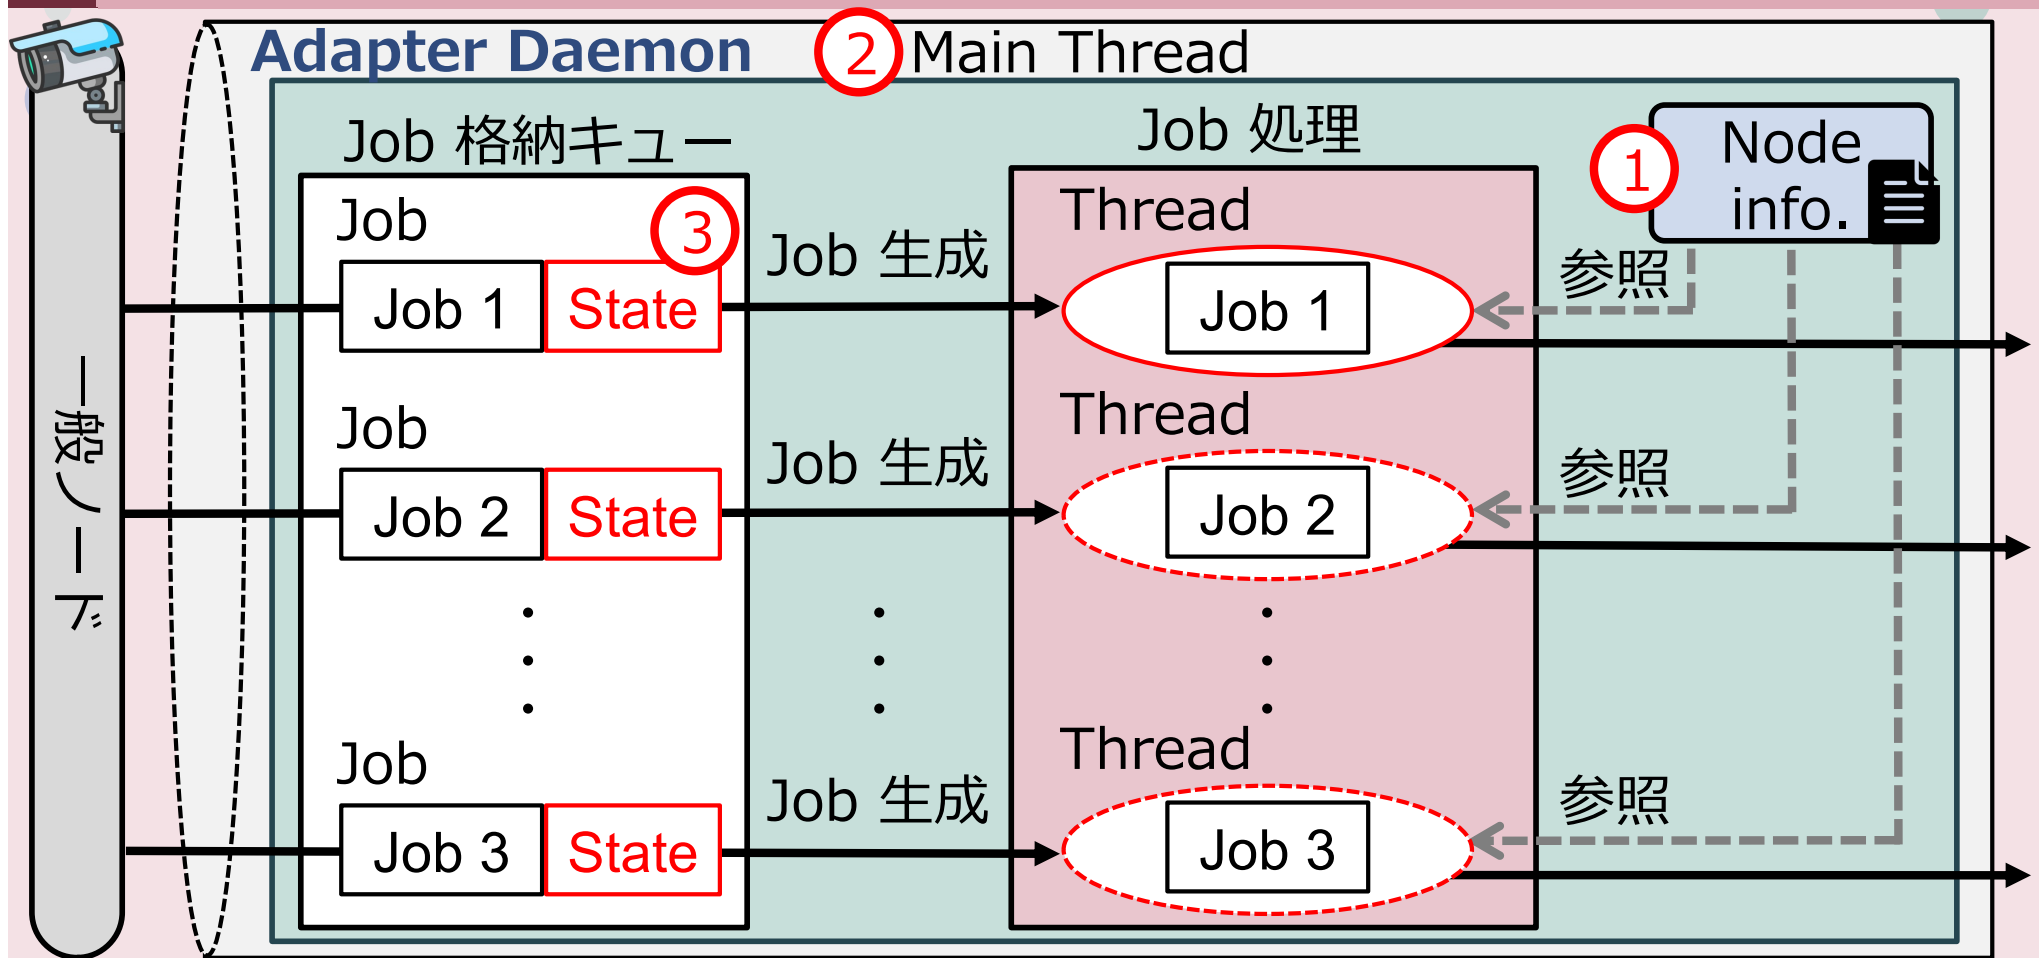 Adapter Daemon
② Main Thread
Job 格納キュー
Job 処理
①
Node
info.
一般ノード
Job
③
Job 1
State
Job 生成
Thread
Job 1
参照
Job
Job 2
State
Job 生成
Thread
Job 2
参照
Job
Job 3
State
Job 生成
Thread
Job 3
参照